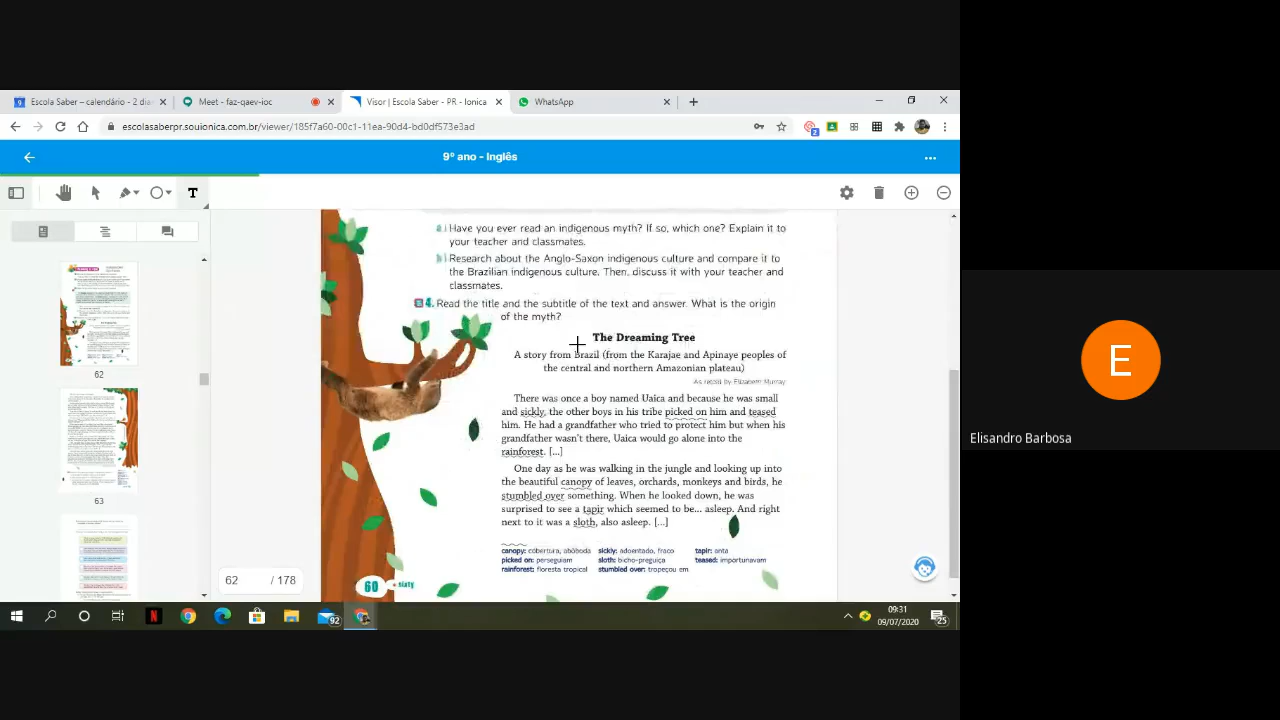 Escola Saber – calendário - 2 dia
Meet - faz-qaev-ioc
Visor | Escola Saber - PR - Ionica
WhatsApp
escolasaberpr.souionica.com.br/viewer/185f7a60-00c1-11ea-90d4-bd0df573e3ad
2
9º ano - Inglês
T
62
63
62 / 178
a) Have you ever read an indigenous myth? If so, which one? Explain it to
your teacher and classmates.
b) Research about the Anglo-Saxon indigenous culture and compare it to
the Brazilian indigenous culture. Then, discuss it with your teacher and
classmates.
4. Read the title and the subtitle of the text and answer. What is the origin
of the myth?
The Dreaming Tree
A story from Brazil (from the Karajae and Apinaye peoples of
the central and northern Amazonian plateau)
As retold by Elizabeth Murray
There was once a boy named Uaica and because he was small
and sickly, the other boys in his tribe picked on him and teased
him. He had a grandfather who tried to protect him but when his
grandfather wasn't there, Uaica would go alone into the
rainforest. [...]
One day as he was walking in the jungle and looking up into
the beautiful canopy of leaves, orchards, monkeys and birds, he
stumbled over something. When he looked down, he was
surprised to see a tapir which seemed to be... asleep. And right
next to it was a sloth, also asleep. [...]
canopy: cobertura, abóboda sickly: adoentado, fraco tapir: anta
picked on: perseguiam sloth: bicho-preguiça teased: importunavam
rainforest: floresta tropical stumbled over: tropeçou em
60 sixty
E
Elisandro Barbosa
92
09:31
09/07/2020
25